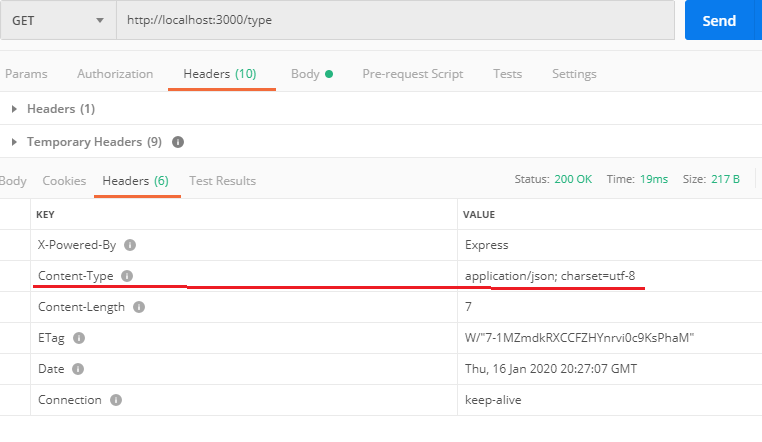 GET http://localhost:3000/type Send
Params Authorization Headers (10) Body Pre-request Script Tests Settings
Headers (1)
Temporary Headers (9)
Body Cookies Headers (6) Test Results Status: 200 OK Time: 19ms Size: 217 B
KEY VALUE
X-Powered-By Express
Content-Type application/json; charset=utf-8
Content-Length 7
ETag W/"7-1MZmdkRXCCFZHYnrvi0c9KsPhaM"
Date Thu, 16 Jan 2020 20:27:07 GMT
Connection keep-alive